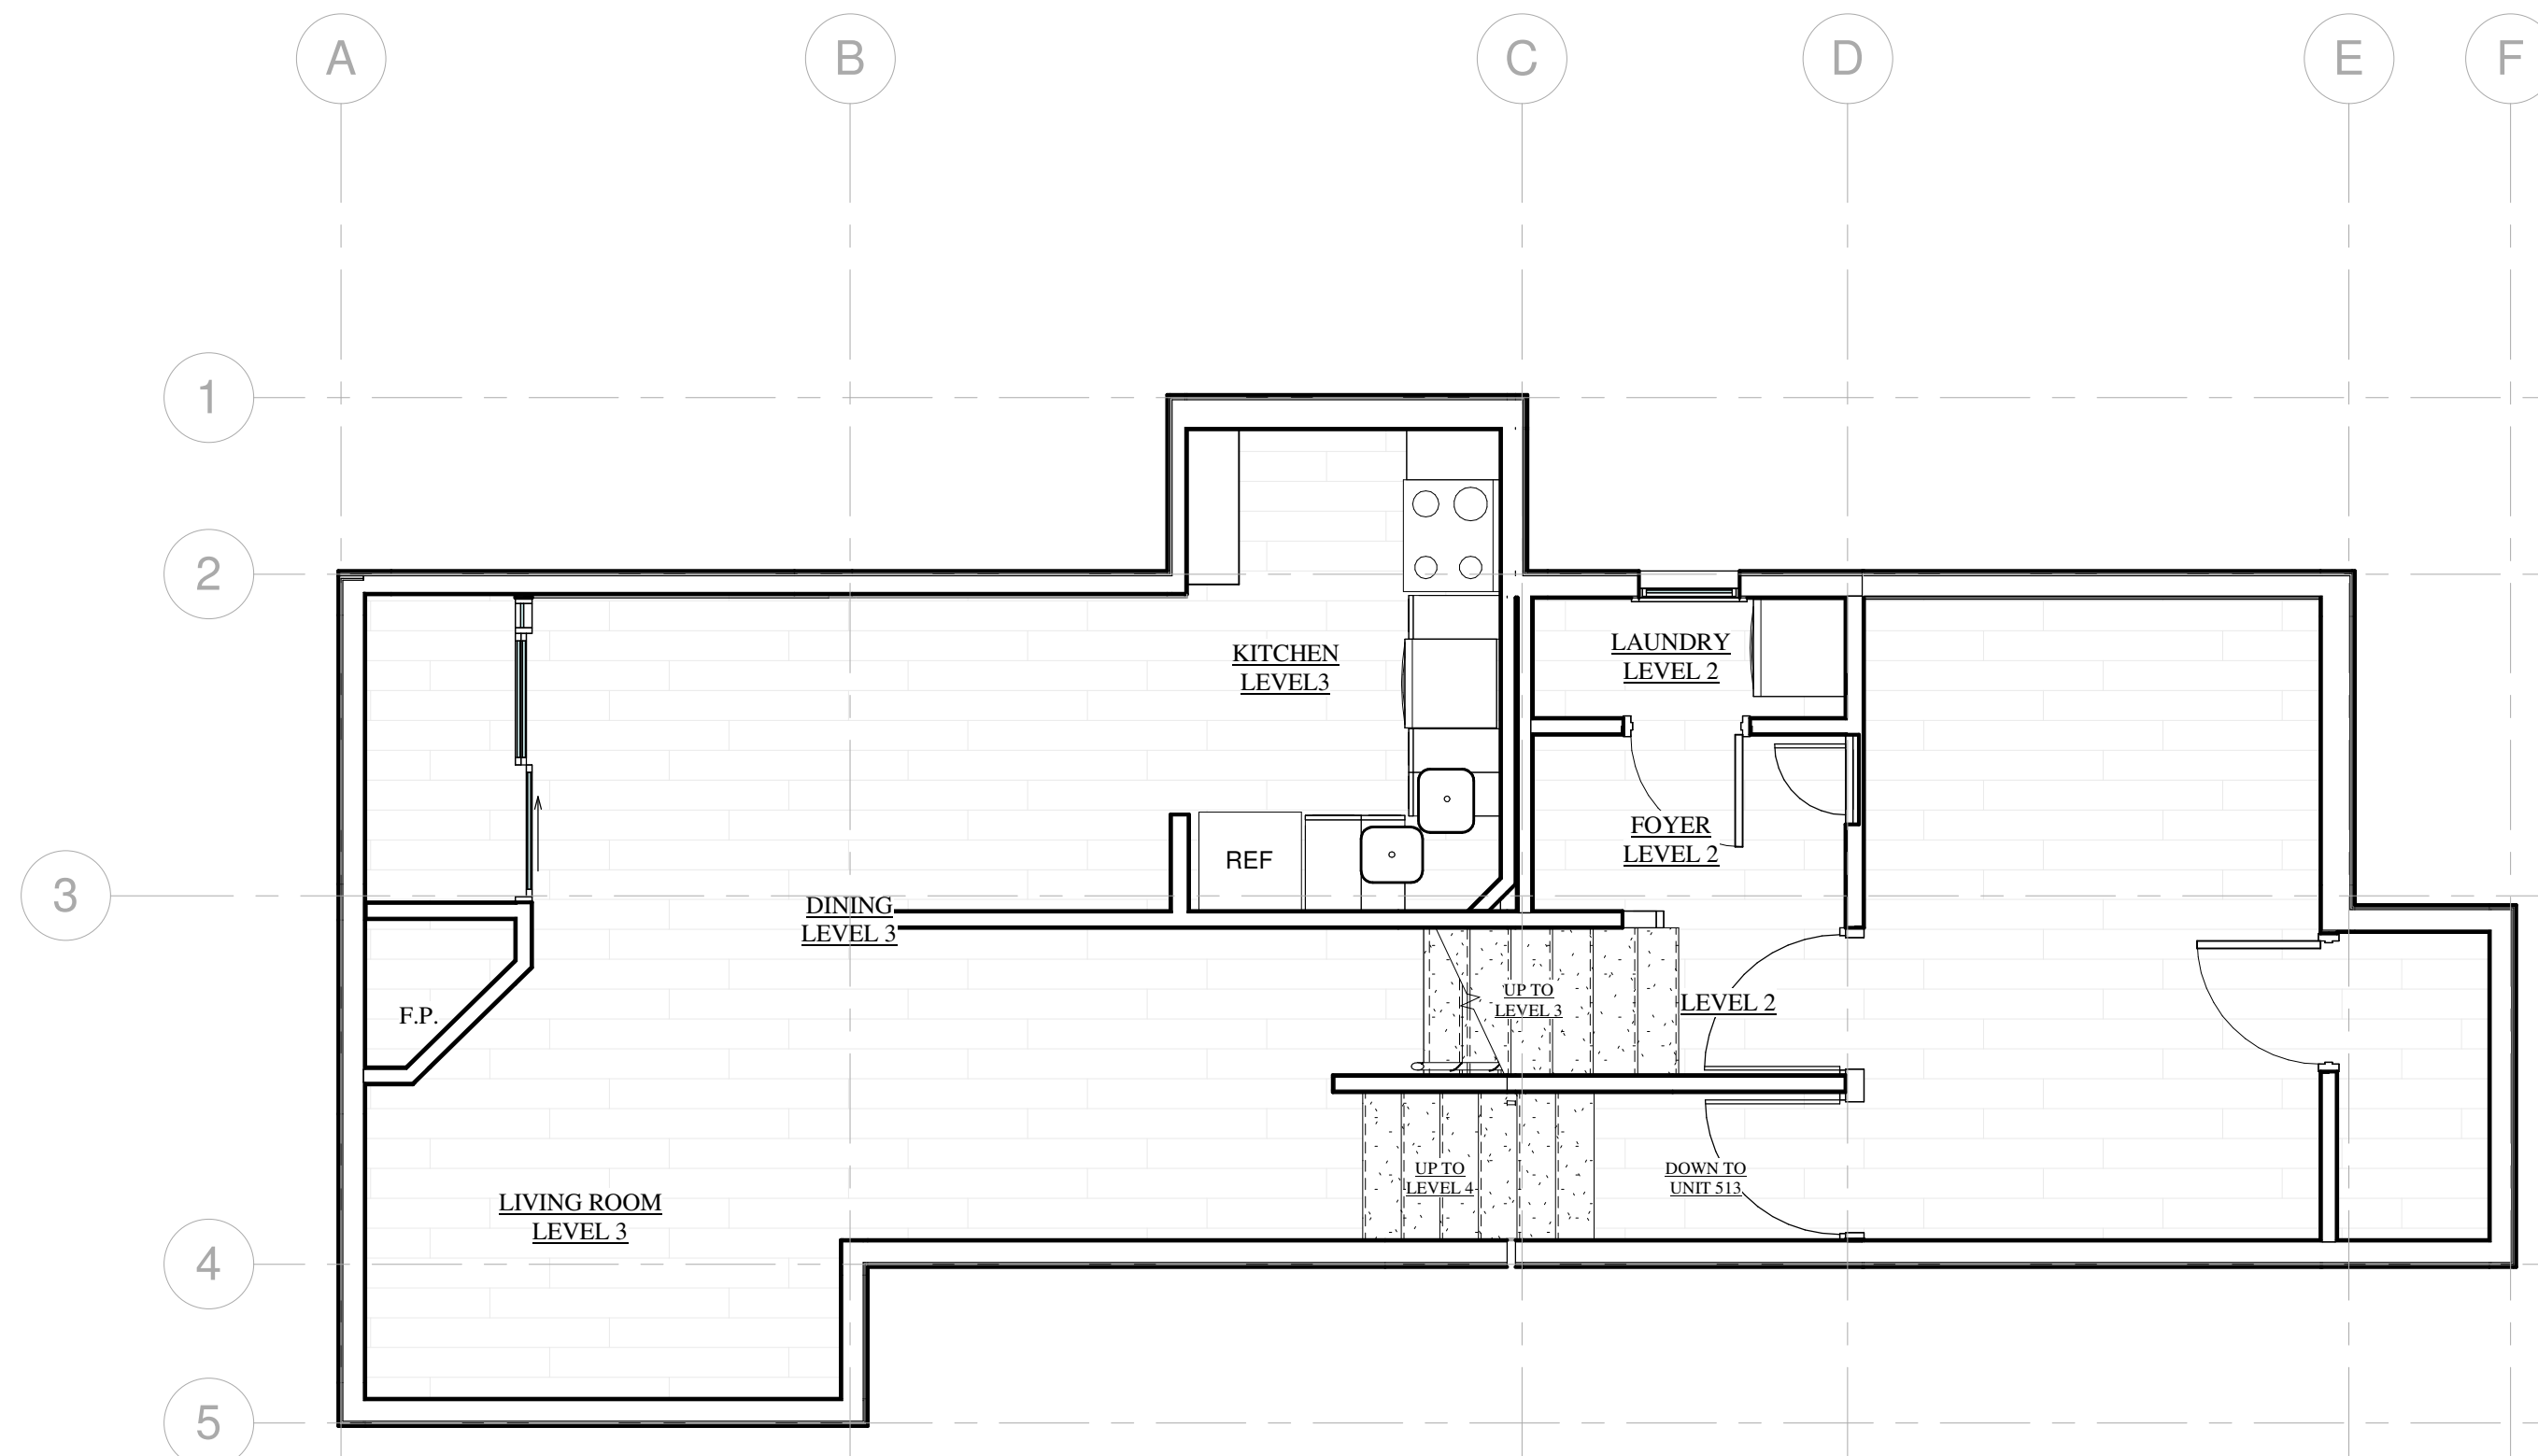 A
B
C
D
E
F
1
2
3
4
5
KITCHEN
LEVEL3
LAUNDRY
LEVEL 2
FOYER
LEVEL 2
REF
DINING
LEVEL 3
F.P.
UP TO
LEVEL 3
LEVEL 2
UP TO
LEVEL 4
DOWN TO
UNIT 513
LIVING ROOM
LEVEL 3